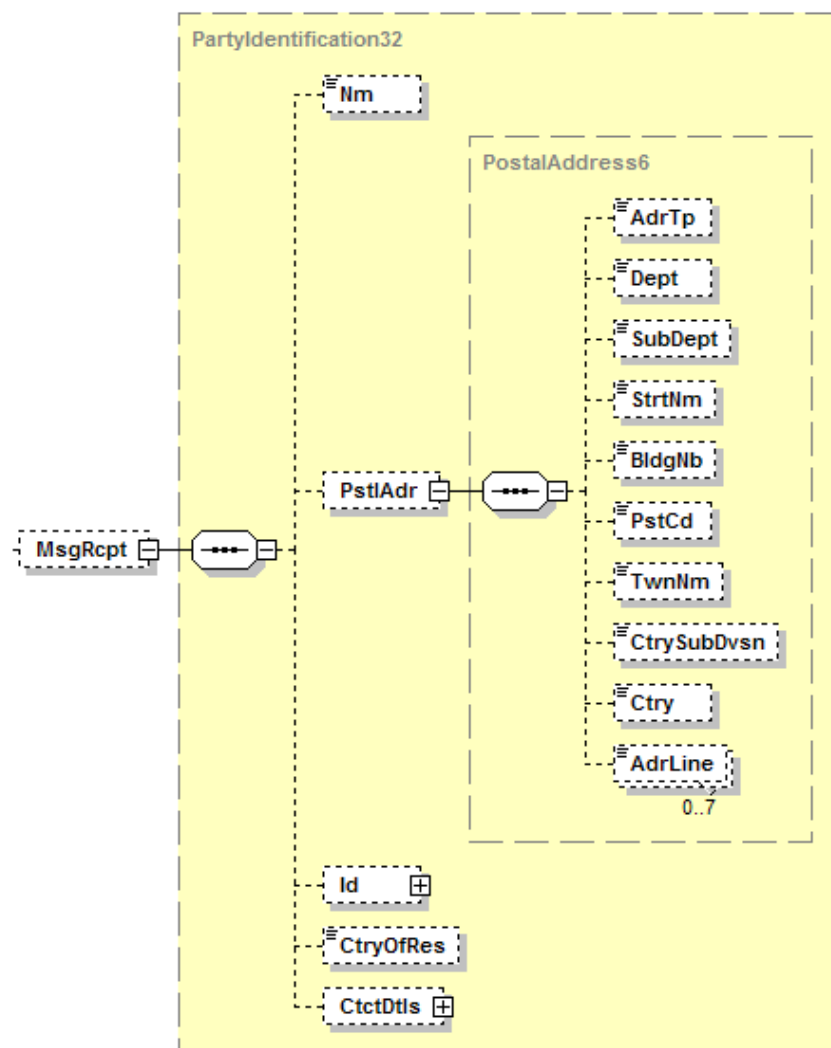 PartyIdentification32
Nm
PostalAddress6
AdrTp
Dept
SubDept
StrtNm
BldgNb
PstlAdr
PstCd
MsgRcpt
TwnNm
CtrySubDvsn
Ctry
AdrLine
0..7
Id
CtryOfRes
CtctDtls